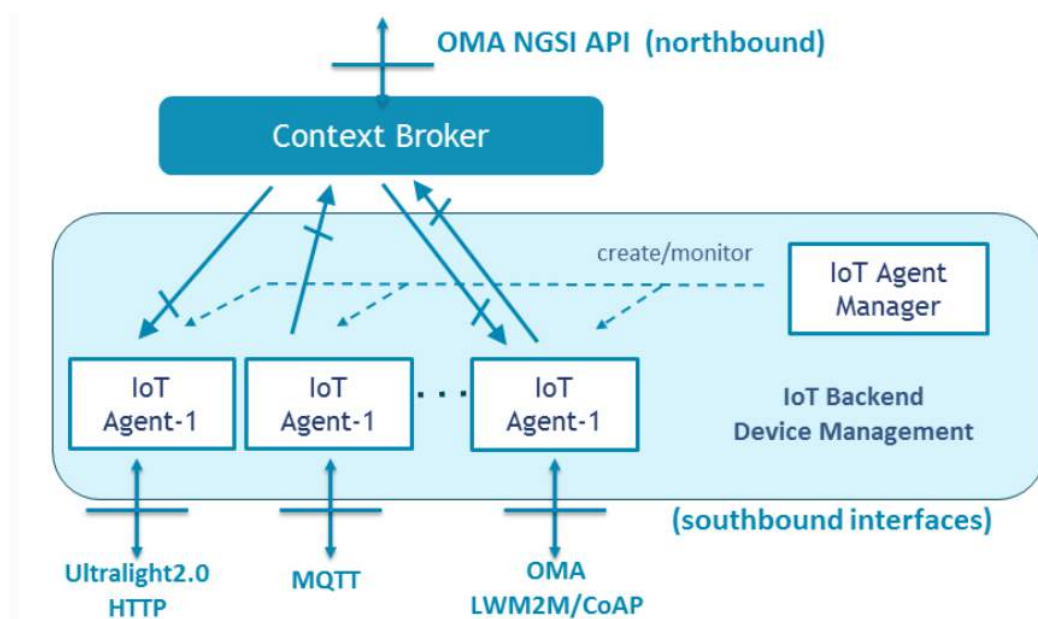 OMA NGSI API (northbound)
Context Broker
create/monitor
IoT Agent
Manager
IoT
Agent-1
IoT
Agent-1
. . .
IoT
Agent-1
IoT Backend
Device Management
(southbound interfaces)
Ultralight2.0
HTTP
MQTT
OMA
LWM2M/CoAP